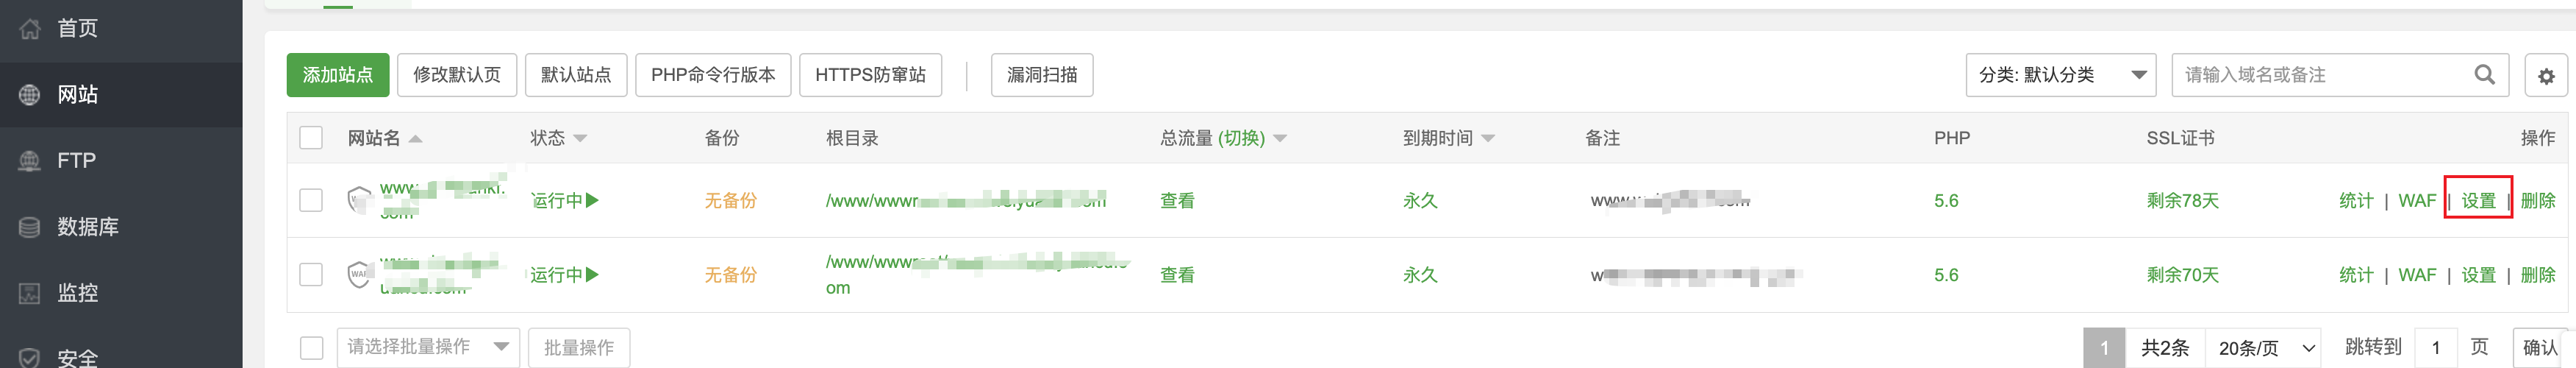 首页
网站
FTP
数据库
监控
安全
添加站点 修改默认页 默认站点 PHP命令行版本 HTTPS防窜站 漏洞扫描 分类: 默认分类 请输入域名或备注
网站名 状态 备份 根目录 总流量 (切换) 到期时间 备注 PHP SSL证书 操作
运行中 无备份 /www/www 查看 永久 5.6 剩余78天 统计 | WAF | 设置 | 删除
WAF 运行中 无备份 /www/www 查看 永久 5.6 剩余70天 统计 | WAF | 设置 | 删除
om
请选择批量操作 批量操作 1 共2条 20条/页 跳转到 1 页 确认